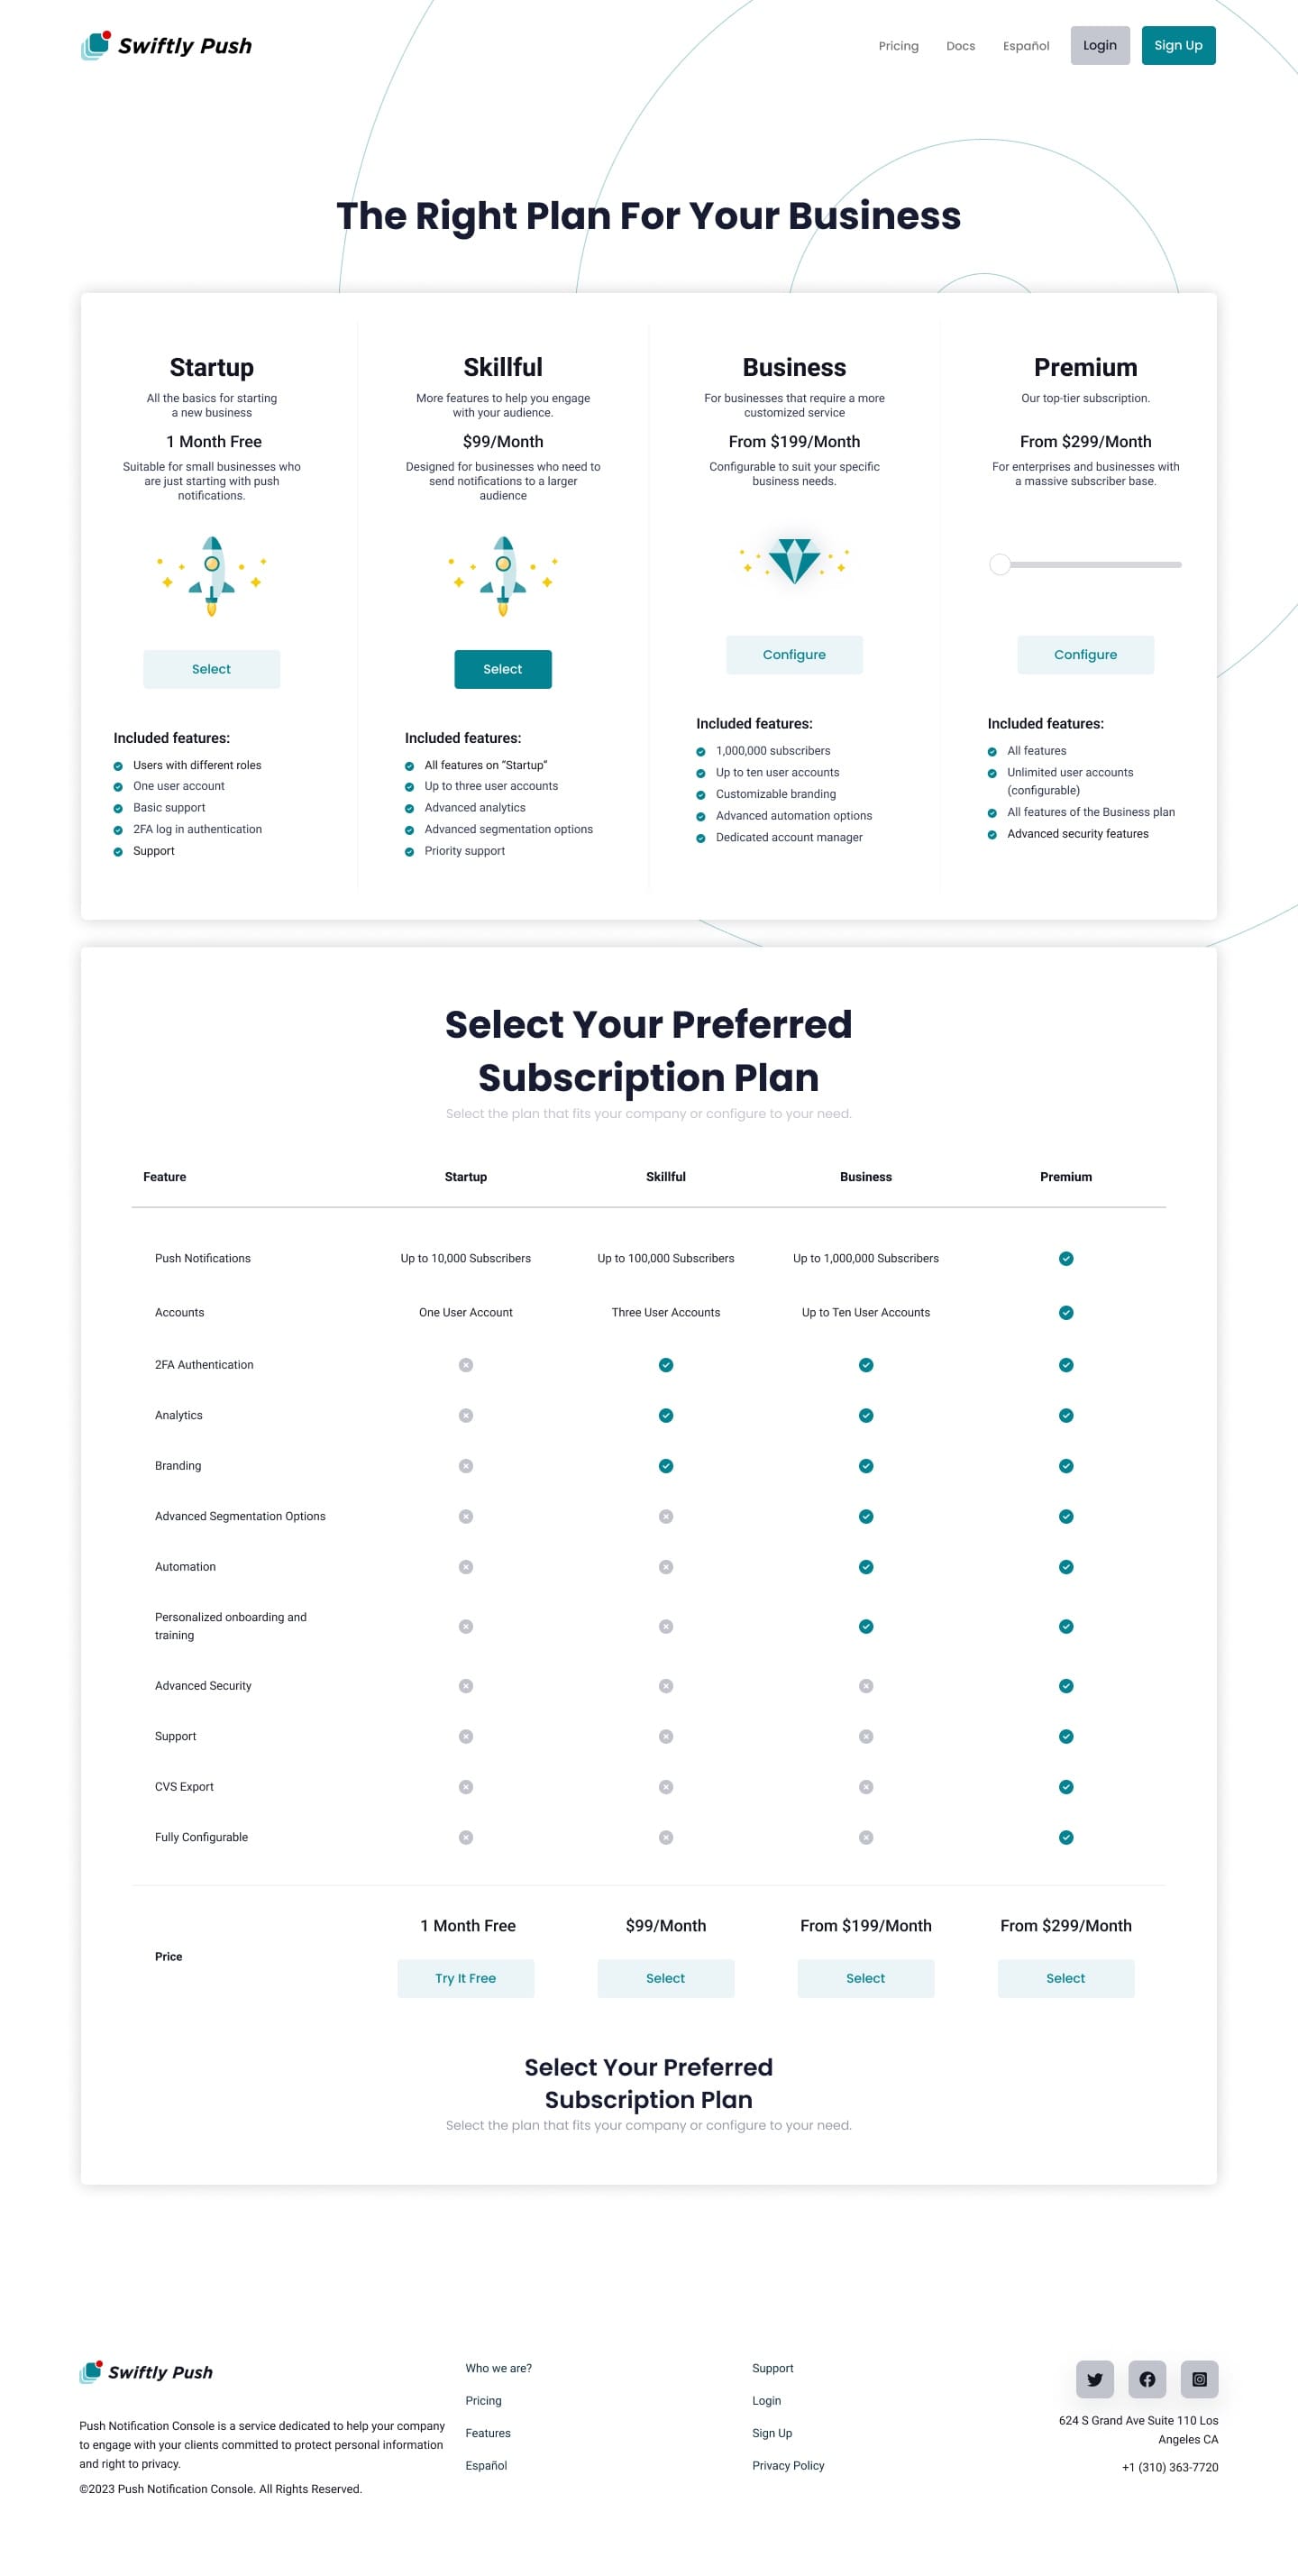 Swiftly Push
Pricing
Docs
Español
Login
Sign Up
The Right Plan For Your Business
Startup
All the basics for starting
a new business
1 Month Free
Suitable for small businesses who
are just starting with push
notifications.
Select
Included features:
Users with different roles
One user account
Basic support
2FA log in authentication
Support
Skillful
More features to help you engage
with your audience.
$99/Month
Designed for businesses who need to
send notifications to a larger
audience
Select
Included features:
All features on “Startup”
Up to three user accounts
Advanced analytics
Advanced segmentation options
Priority support
Business
For businesses that require a more
customized service
From $199/Month
Configurable to suit your specific
business needs.
Configure
Included features:
1,000,000 subscribers
Up to ten user accounts
Customizable branding
Advanced automation options
Dedicated account manager
Premium
Our top-tier subscription.
From $299/Month
For enterprises and businesses with
a massive subscriber base.
Configure
Included features:
All features
Unlimited user accounts
(configurable)
All features of the Business plan
Advanced security features
Select Your Preferred
Subscription Plan
Select the plan that fits your company or configure to your need.
Feature Startup Skillful Business Premium
Push Notifications Up to 10,000 Subscribers Up to 100,000 Subscribers Up to 1,000,000 Subscribers
Accounts One User Account Three User Accounts Up to Ten User Accounts
2FA Authentication
Analytics
Branding
Advanced Segmentation Options
Automation
Personalized onboarding and
training
Advanced Security
Support
CVS Export
Fully Configurable
Price
1 Month Free $99/Month From $199/Month From $299/Month
Try It Free Select Select Select
Select Your Preferred
Subscription Plan
Select the plan that fits your company or configure to your need.
Swiftly Push
Push Notification Console is a service dedicated to help your company
to engage with your clients committed to protect personal information
and right to privacy.
©2023 Push Notification Console. All Rights Reserved.
Who we are?
Pricing
Features
Español
Support
Login
Sign Up
Privacy Policy
624 S Grand Ave Suite 110 Los
Angeles CA
+1 (310) 363-7720